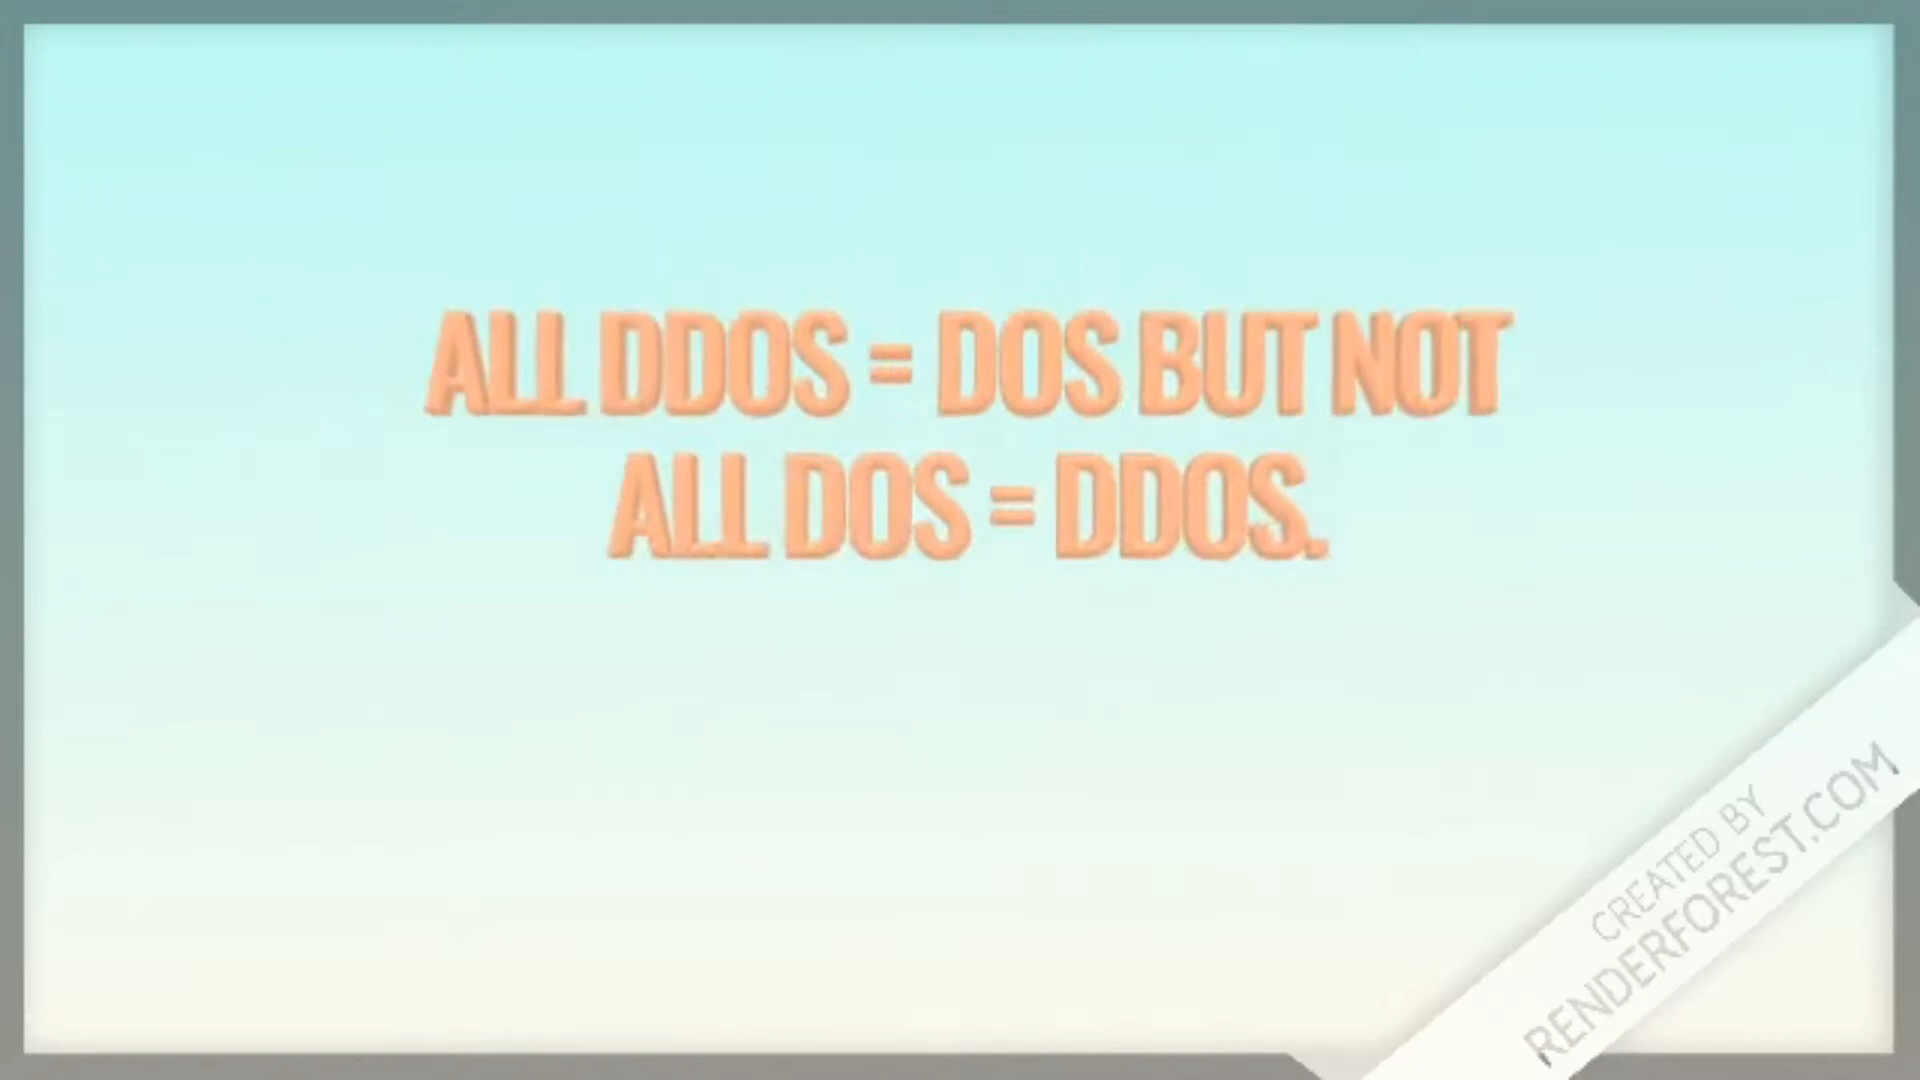 ALL DDOS = DOS BUT NOT
ALL DOS = DDOS.
CREATED BY
RENDERFOREST.COM